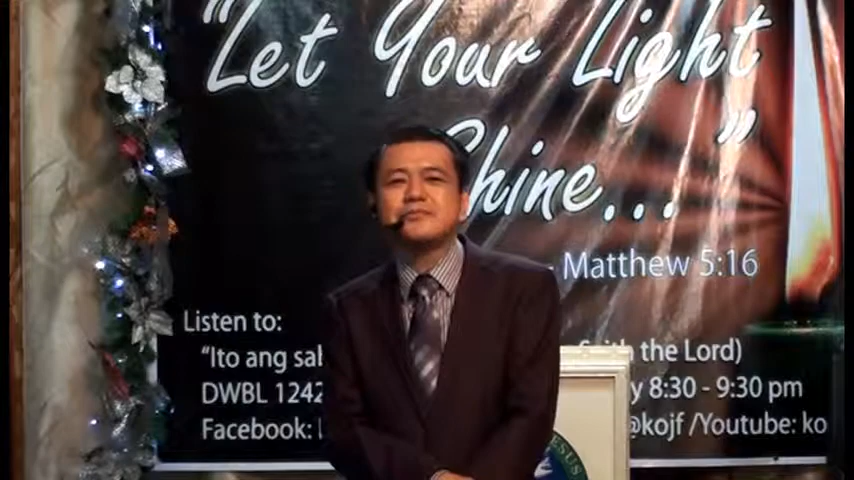 "Let Your Light
Shine..."
Matthew 5:16
Listen to:
"Ito ang
the Lord)
DWBL 1242
8:30 - 9:30 pm
Facebook:
@kojf /Youtube: ko
JESUS